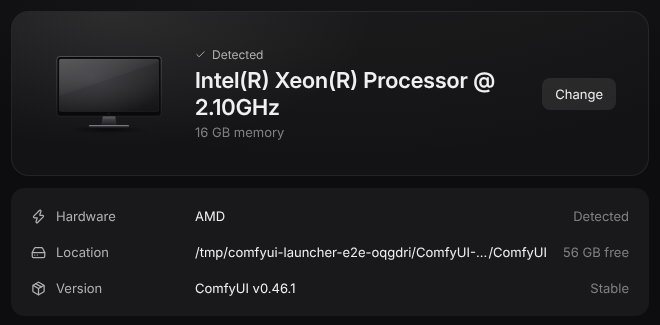 Detected
Intel(R) Xeon(R) Processor @
2.10GHz
16 GB memory
Change
Hardware AMD Detected
Location /tmp/comfyui-launcher-e2e-oqgdri/ComfyUI-.../ComfyUI 56 GB free
Version ComfyUI v0.46.1 Stable